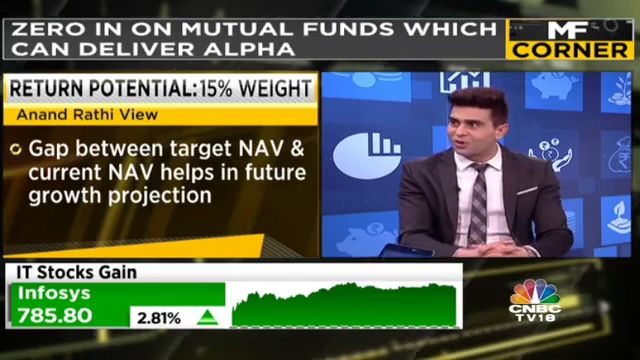 ZERO IN ON MUTUAL FUNDS WHICH
CAN DELIVER ALPHA
MF
CORNER
RETURN POTENTIAL:15% WEIGHT
Anand Rathi View
Gap between target NAV &
current NAV helps in future
growth projection
IT Stocks Gain
Infosys
785.80
2.81%
CNBC
TV18